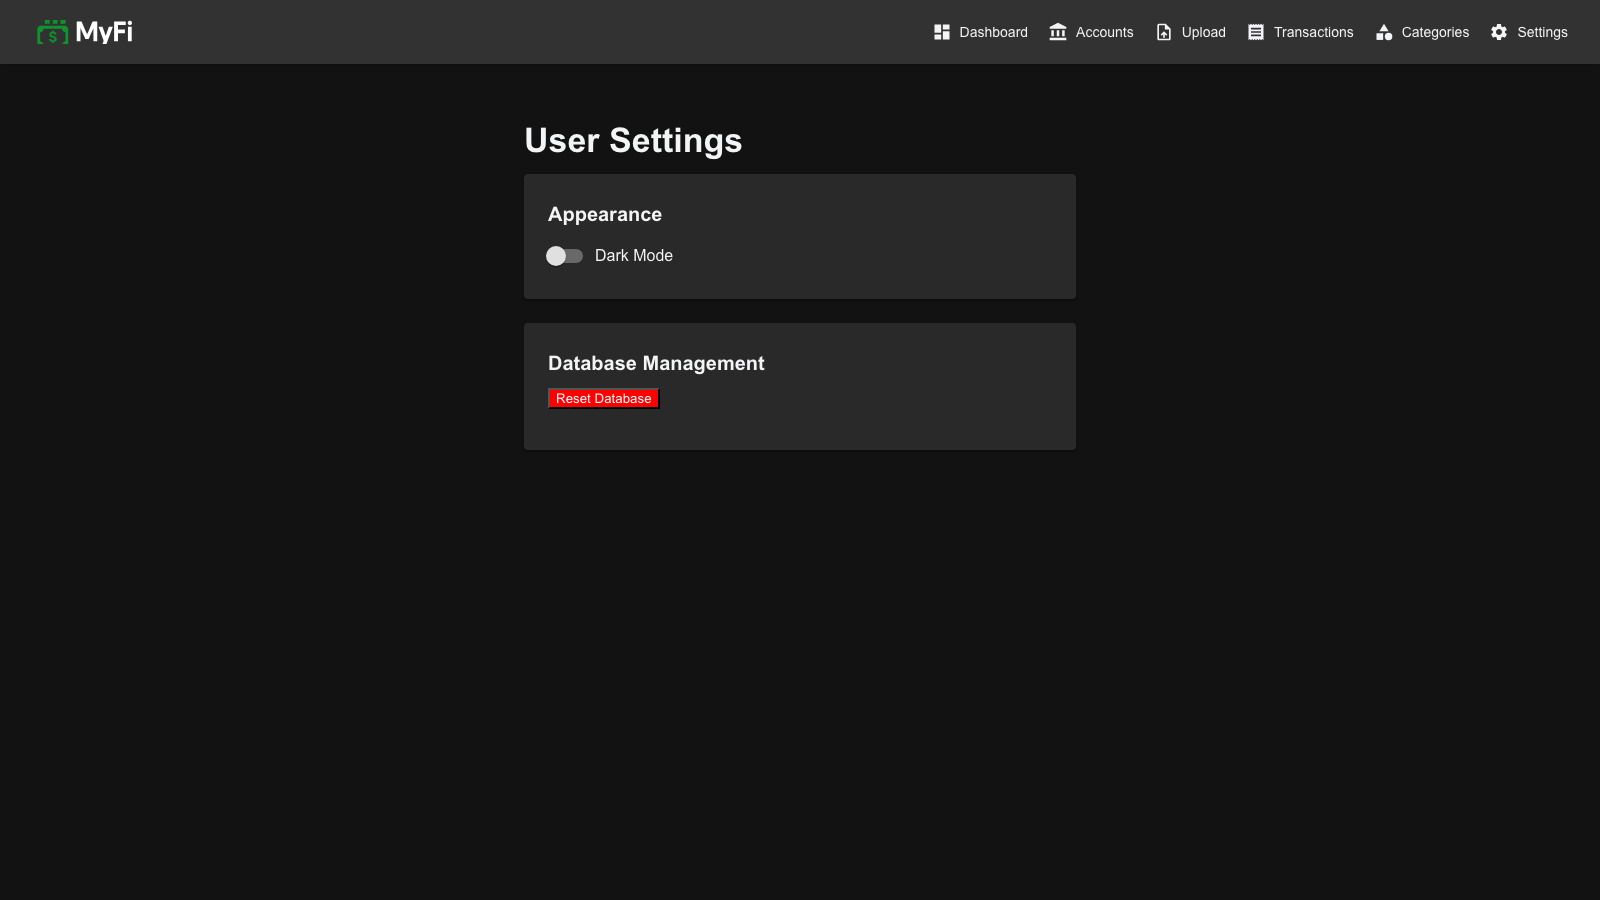 MyFi
Dashboard
Accounts
Upload
Transactions
Categories
Settings
User Settings
Appearance
Dark Mode
Database Management
Reset Database